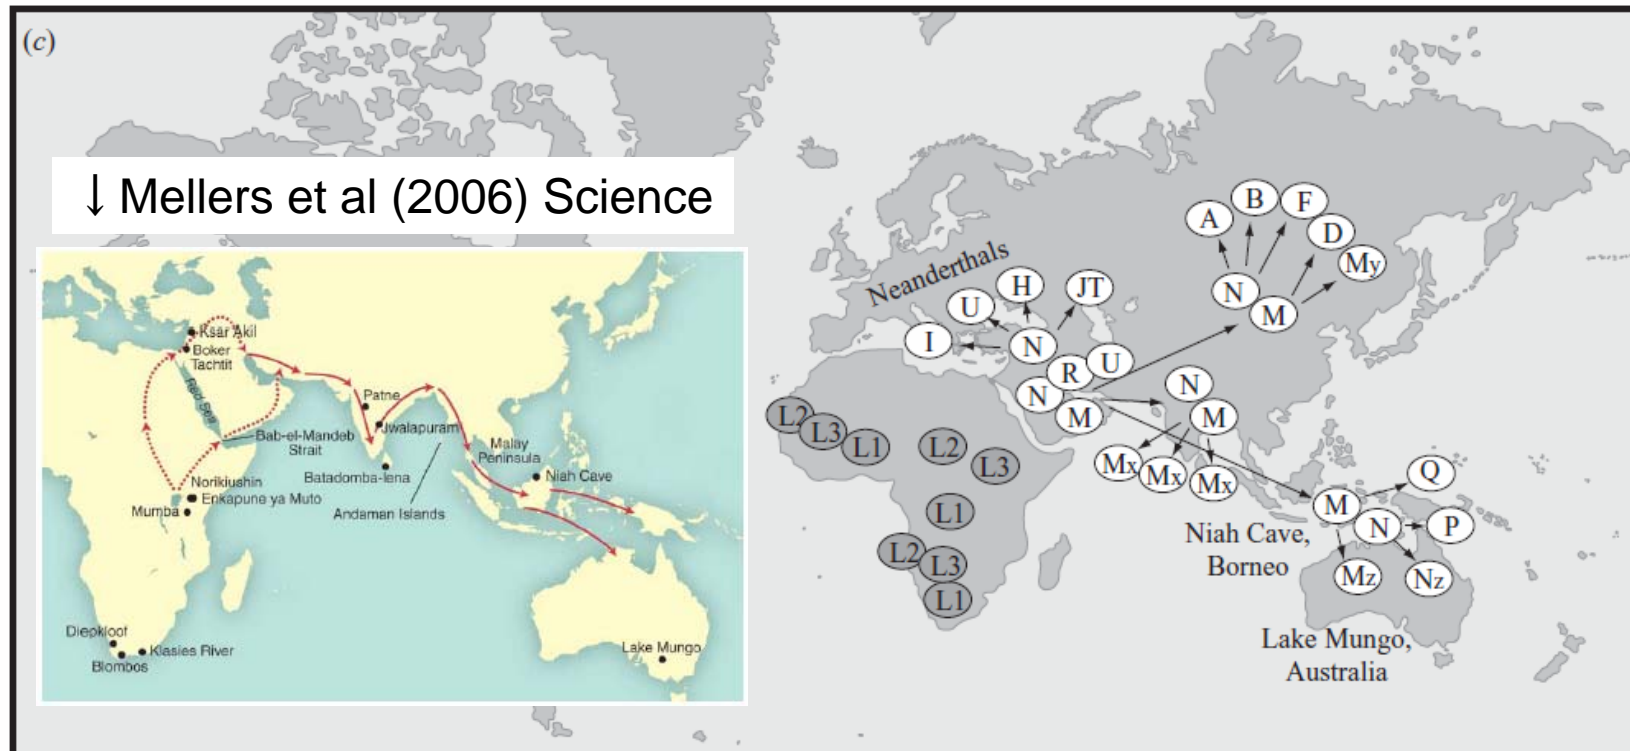 (c)
↓ Mellers et al (2006) Science
Ksar Akil
Boker
Tachtit
Red Sea
Bab-el-Mandeb
Strait
Norikiushin
Enkapune ya Muto
Mumba
Diepkloof
Blombos
Klasies River
Patne
Jwalapuram
Batadomba-lena
Andaman Islands
Malay
Peninsula
Niah Cave
Lake Mungo
Neanderthals
I
U
H
JT
N
R
U
N
M
A
B
F
D
My
N
M
N
M
Mx
Mx
Mx
L2
L3
L1
L2
L3
L1
L2
L3
L1
M
N
Q
P
Mz
Nz
Niah Cave,
Borneo
Lake Mungo,
Australia